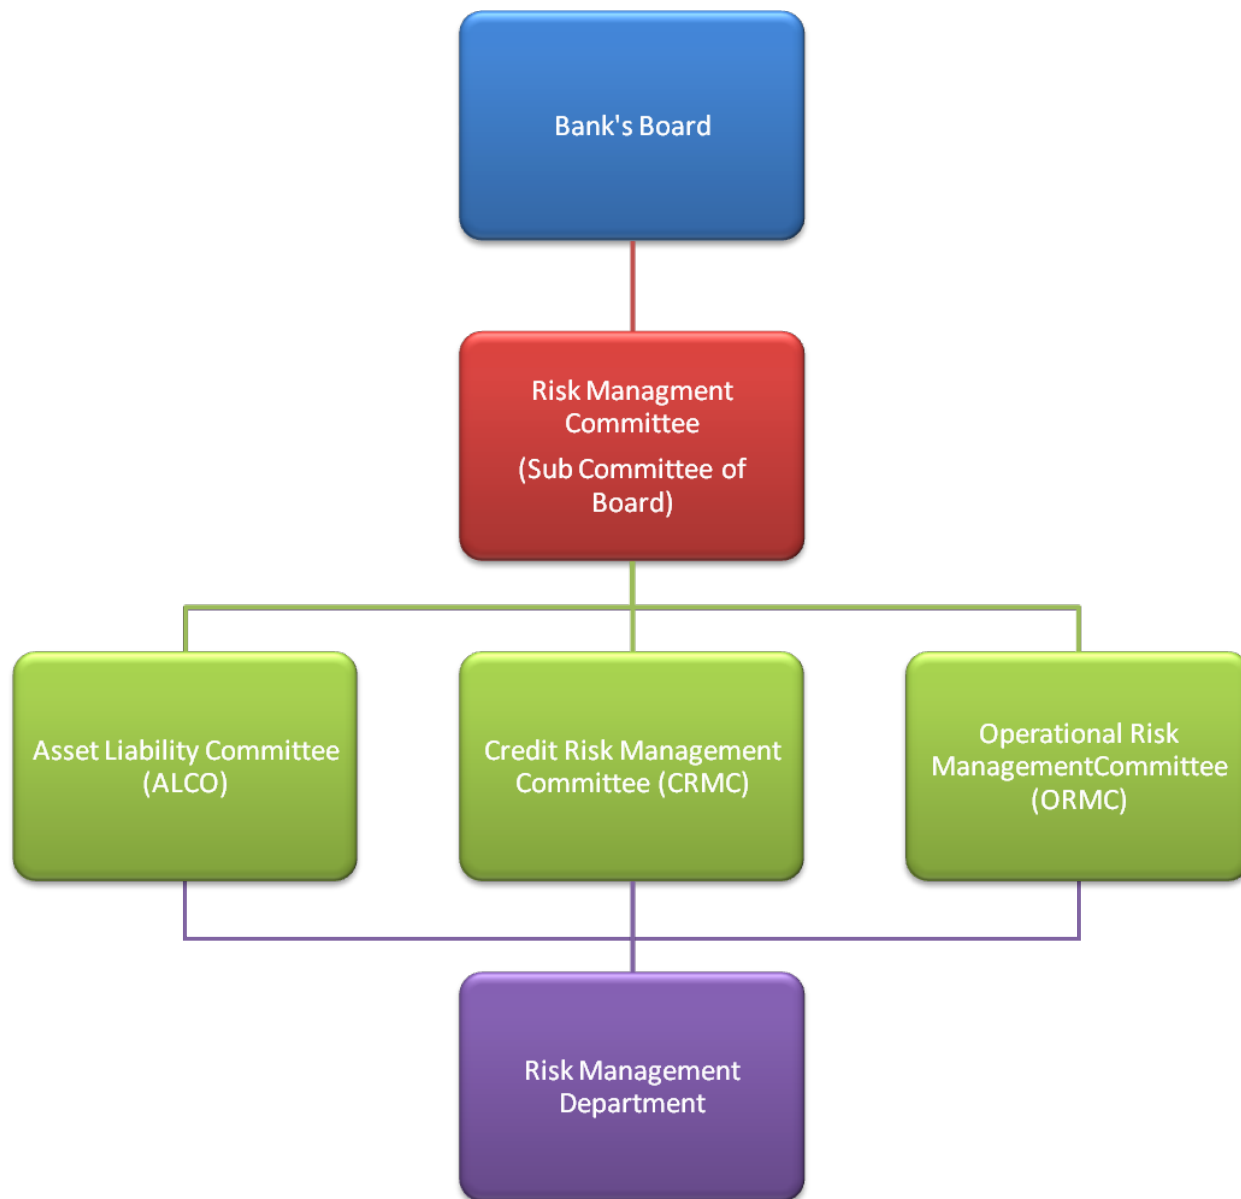 Bank's Board
Risk Managment
Committee
(Sub Committee of
Board)
Asset Liability Committee
(ALCO)
Credit Risk Management
Committee (CRMC)
Operational Risk
ManagementCommittee
(ORMC)
Risk Management
Department